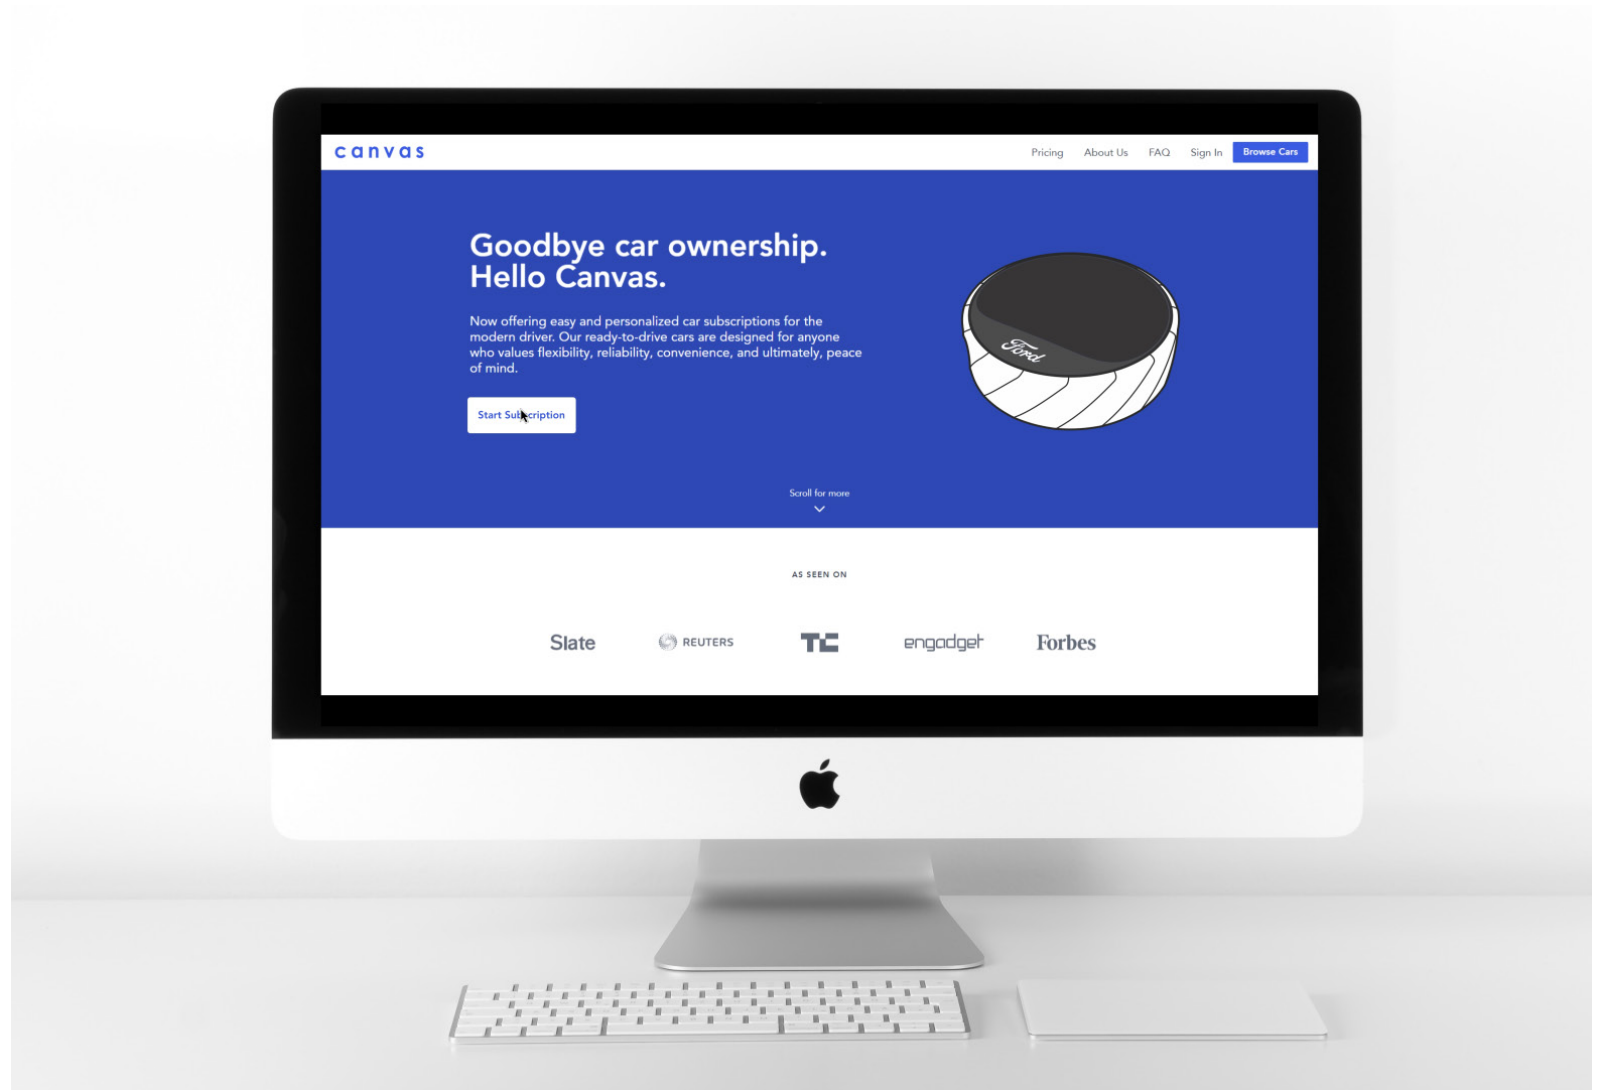 canvas
Pricing About Us FAQ Sign In Browse Cars
Goodbye car ownership.
Hello Canvas.
Now offering easy and personalized car subscriptions for the
modern driver. Our ready-to-drive cars are designed for anyone
who values flexibility, reliability, convenience, and ultimately, peace
of mind.
Ford
Start Subscription
Scroll for more
AS SEEN ON
Slate REUTERS TC engadget Forbes